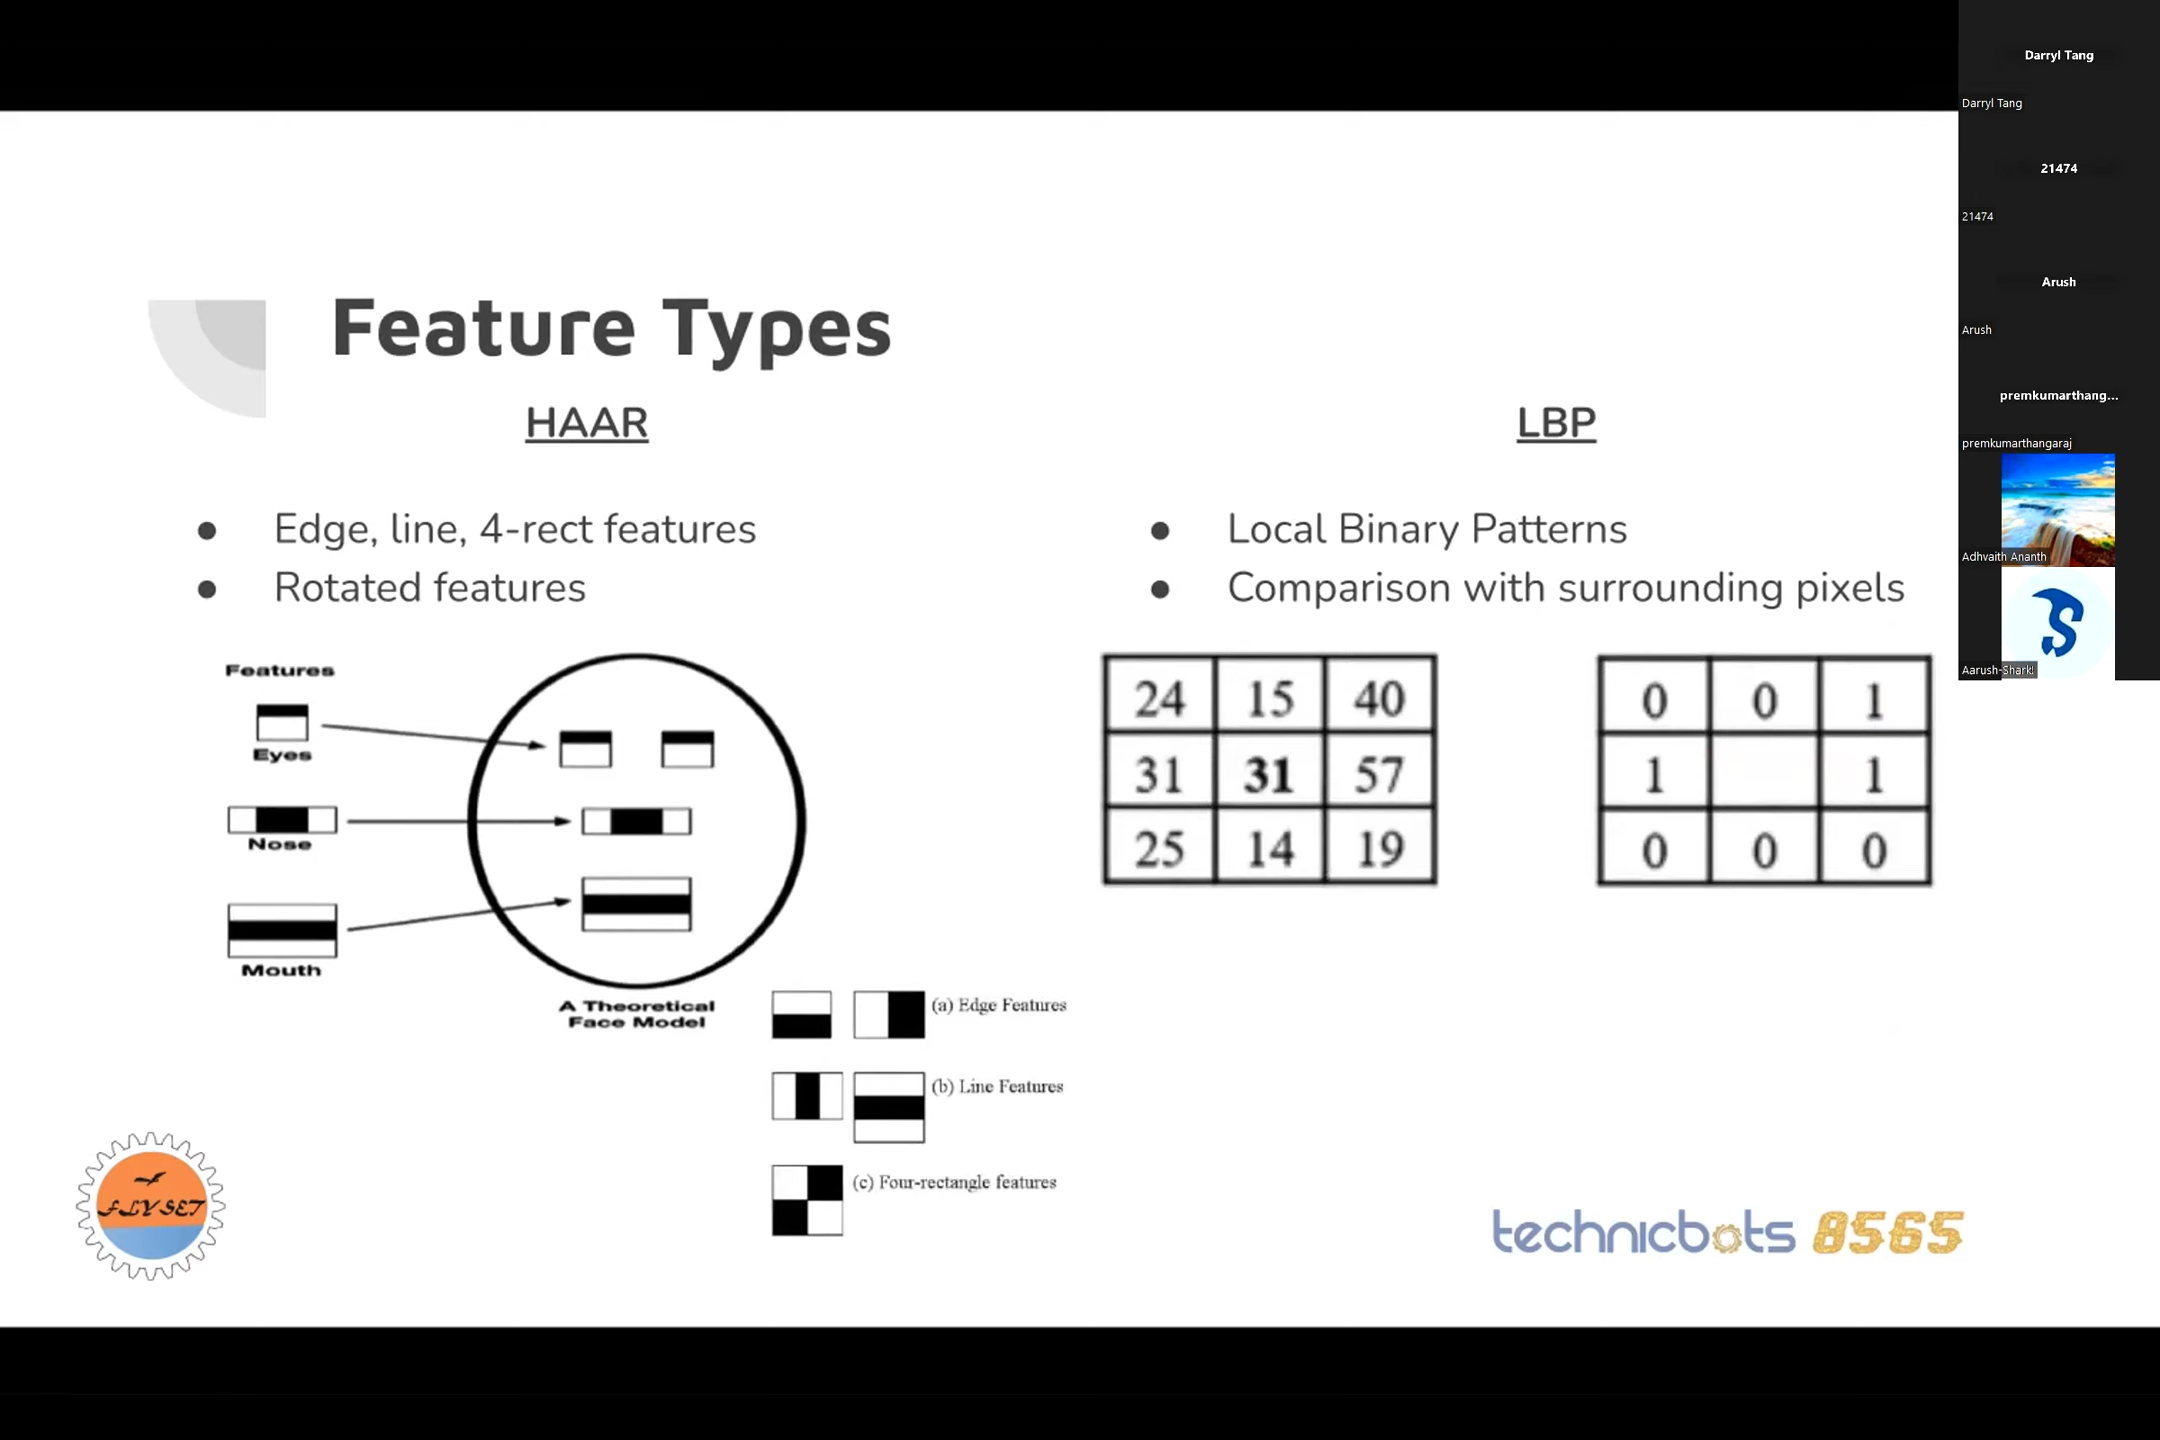 Feature Types
HAAR
Edge, line, 4-rect features
Rotated features
Features
Eyes
Nose
Mouth
A Theoretical
Face Model
(a) Edge Features
(b) Line Features
(c) Four-rectangle features
LBP
Local Binary Patterns
Comparison with surrounding pixels
24 15 40
31 31 57
25 14 19
0 0 1
1 1
0 0 0
FLYSET
technicbots 8565
Darryl Tang
Darryl Tang
21474
21474
Arush
Arush
premkumarthang...
premkumarthangaraj
Adhvaith Ananth
S
Aarush-Shark!